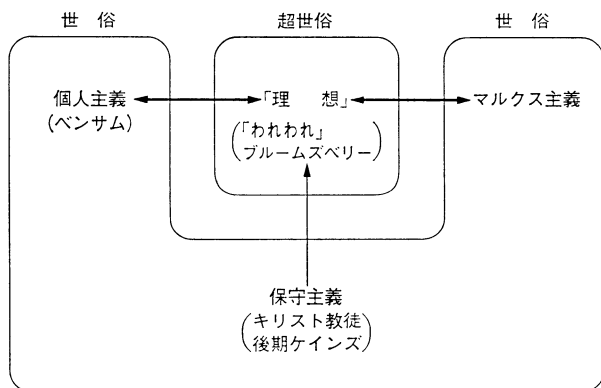 世 俗
超世俗
世 俗
個人主義
(ベンサム)
「理 想」
マルクス主義
(「われわれ」
ブルームズベリー)
保守主義
(キリスト教徒
後期ケインズ)